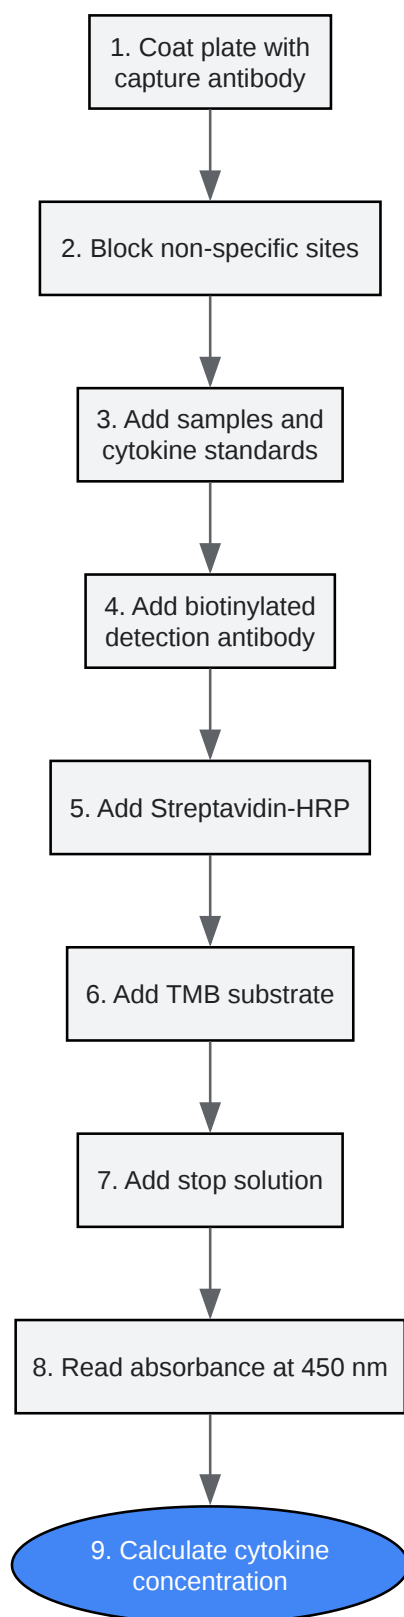 1. Coat plate with
capture antibody
2. Block non-specific sites
3. Add samples and
cytokine standards
4. Add biotinylated
detection antibody
5. Add Streptavidin-HRP
6. Add TMB substrate
7. Add stop solution
8. Read absorbance at 450 nm
9. Calculate cytokine
concentration